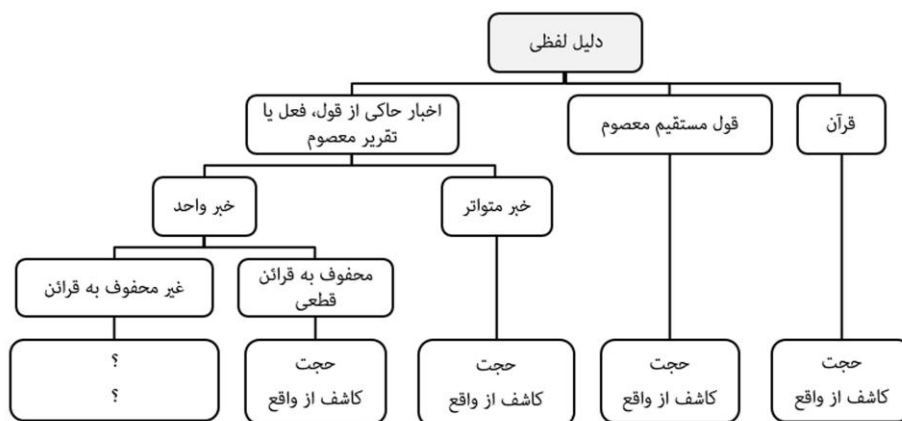 دلیل لفظی
قرآن
قول مستقیم معصوم
اخبار حاکی از قول، فعل یا
تقریر معصوم
خبر متواتر
خبر واحد
محفوف به قرائن
قطعی
غیر محفوف به قرائن
حجت
کاشف از واقع
حجت
کاشف از واقع
حجت
کاشف از واقع
حجت
کاشف از واقع
؟
؟